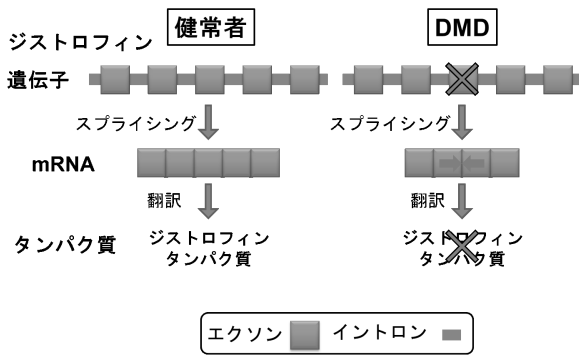 健常者
DMD
ジストロフィン
遺伝子
スプライシング
スプライシング
mRNA
翻訳
翻訳
タンパク質
ジストロフィン
タンパク質
ジストロフィン
タンパク質
エクソン
イントロン